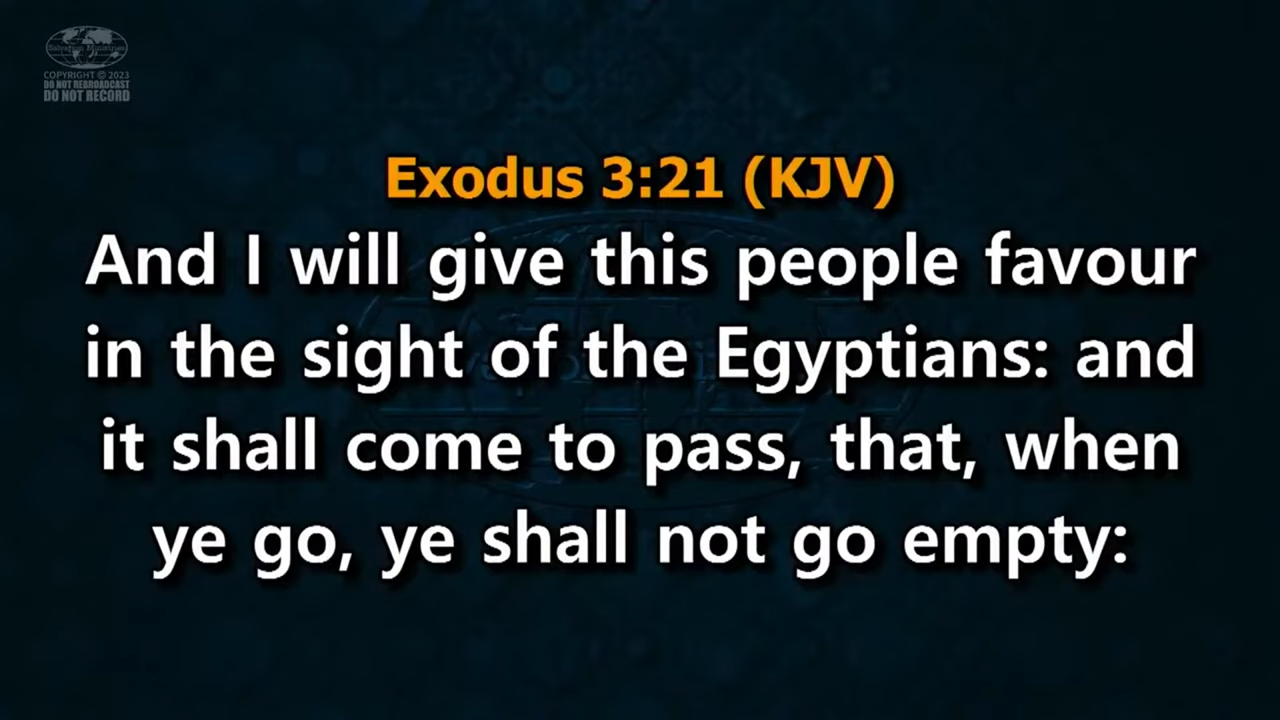 Salvation Ministries
COPYRIGHT © 2023
DO NOT REBROADCAST
DO NOT RECORD
Exodus 3:21 (KJV)
And I will give this people favour
in the sight of the Egyptians: and
it shall come to pass, that, when
ye go, ye shall not go empty: